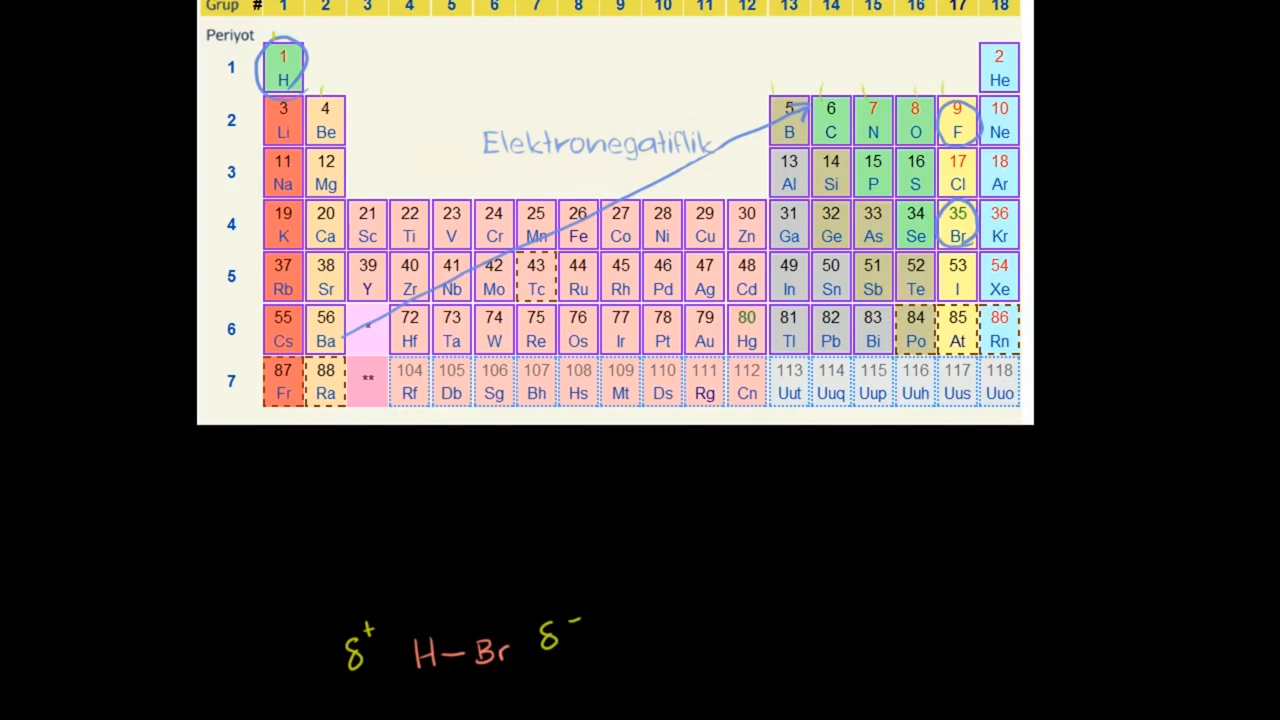 Grup # 1 2 3 4 5 6 7 8 9 10 11 12 13 14 15 16 17 18
Periyot
1 1 2
H He
2 3 4 5 6 7 8 9 10
Li Be B C N O F Ne
Elektronegatiflik
3 11 12 13 14 15 16 17 18
Na Mg Al Si P S Cl Ar
4 19 20 21 22 23 24 25 26 27 28 29 30 31 32 33 34 35 36
K Ca Sc Ti V Cr Mn Fe Co Ni Cu Zn Ga Ge As Se Br Kr
5 37 38 39 40 41 42 43 44 45 46 47 48 49 50 51 52 53 54
Rb Sr Y Zr Nb Mo Tc Ru Rh Pd Ag Cd In Sn Sb Te I Xe
6 55 56 * 72 73 74 75 76 77 78 79 80 81 82 83 84 85 86
Cs Ba Hf Ta W Re Os Ir Pt Au Hg Tl Pb Bi Po At Rn
7 87 88 ** 104 105 106 107 108 109 110 111 112 113 114 115 116 117 118
Fr Ra Rf Db Sg Bh Hs Mt Ds Rg Cn Uut Uuq Uup Uuh Uus Uuo
δ+ H—Br δ-